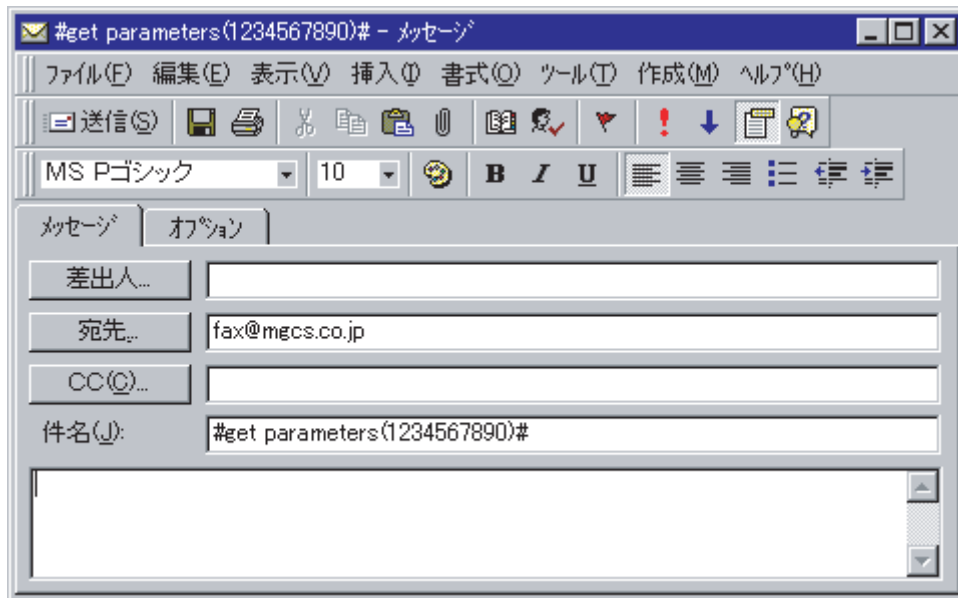 #get parameters(1234567890)# - メッセージ
ファイル(F) 編集(E) 表示(V) 挿入(I) 書式(O) ツール(T) 作成(M) ヘルプ(H)
送信(S)
MS Pゴシック 10 B I U
メッセージ オプション
差出人...
宛先... fax@mgcs.co.jp
CC(C)...
件名(J): #get parameters(1234567890)#